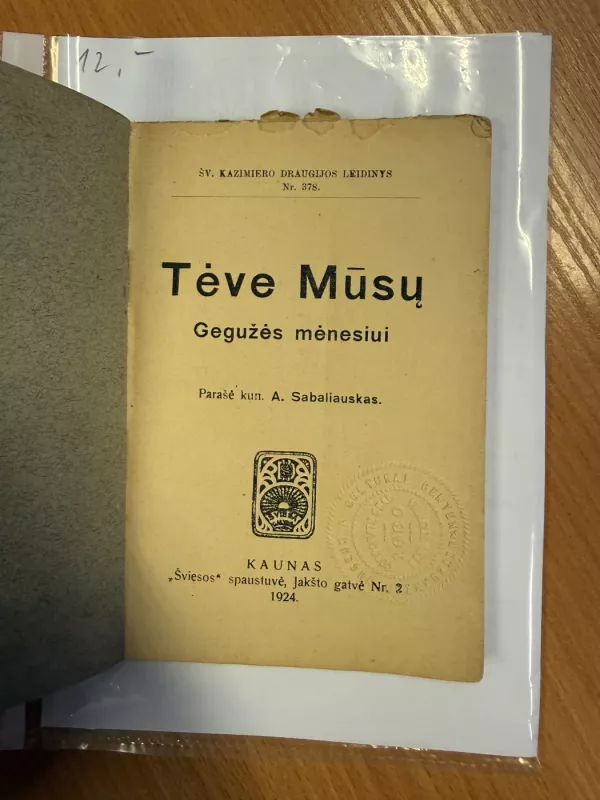 12,-
ŠV. KAZIMIERO DRAUGIJOS LEIDINYS
Nr. 378.
Tėve Mūsų
Gegužės mėnesiui
Parašė kun. A. Sabaliauskas.
KAUNAS
„Šviesos“ spaustuvė, Jakšto gatvė Nr. 2
1924.